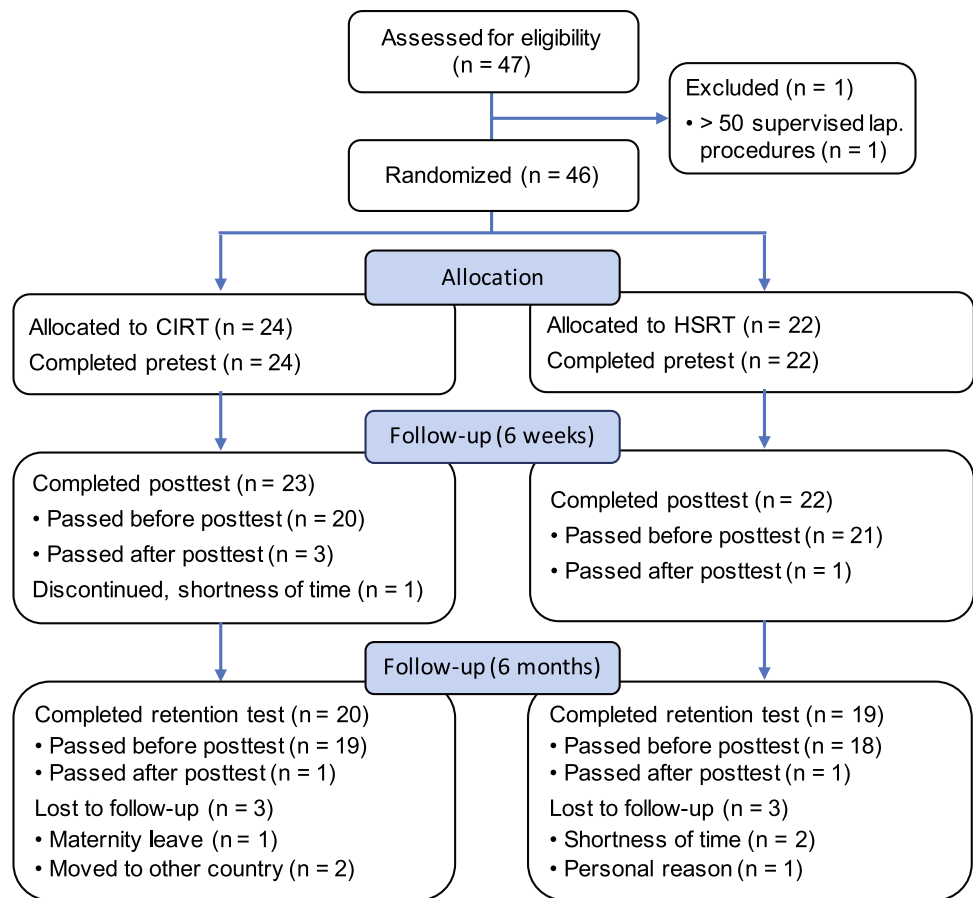 Assessed for eligibility
(n = 47)
Excluded (n = 1)
• > 50 supervised lap.
procedures (n = 1)
Randomized (n = 46)
Allocation
Allocated to CIRT (n = 24)
Completed pretest (n = 24)
Allocated to HSRT (n = 22)
Completed pretest (n = 22)
Follow-up (6 weeks)
Completed posttest (n = 23)
• Passed before posttest (n = 20)
• Passed after posttest (n = 3)
Discontinued, shortness of time (n = 1)
Completed posttest (n = 22)
• Passed before posttest (n = 21)
• Passed after posttest (n = 1)
Follow-up (6 months)
Completed retention test (n = 20)
• Passed before posttest (n = 19)
• Passed after posttest (n = 1)
Lost to follow-up (n = 3)
• Maternity leave (n = 1)
• Moved to other country (n = 2)
Completed retention test (n = 19)
• Passed before posttest (n = 18)
• Passed after posttest (n = 1)
Lost to follow-up (n = 3)
• Shortness of time (n = 2)
• Personal reason (n = 1)